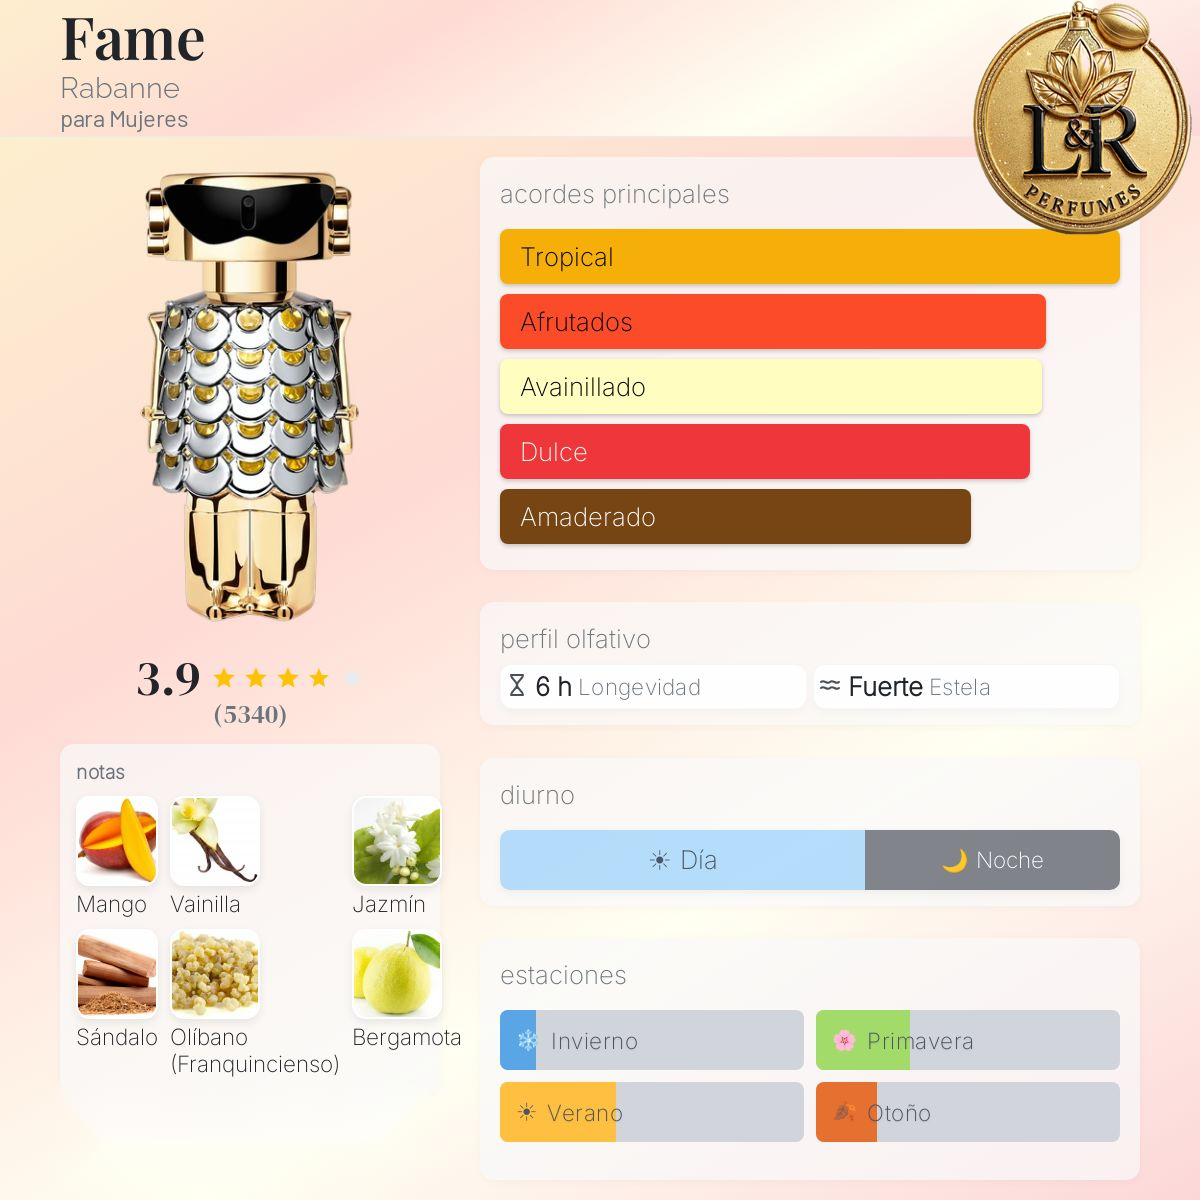 Fame
Rabanne
para Mujeres
L&R
PERFUMES
acordes principales
Tropical
Afrutados
Avainillado
Dulce
Amaderado
perfil olfativo
6 h Longevidad
Fuerte Estela
3.9
(5340)
notas
Mango
Vainilla
Jazmín
Sándalo
Olíbano
(Franquincienso)
Bergamota
diurno
Día
Noche
estaciones
Invierno
Primavera
Verano
Otoño